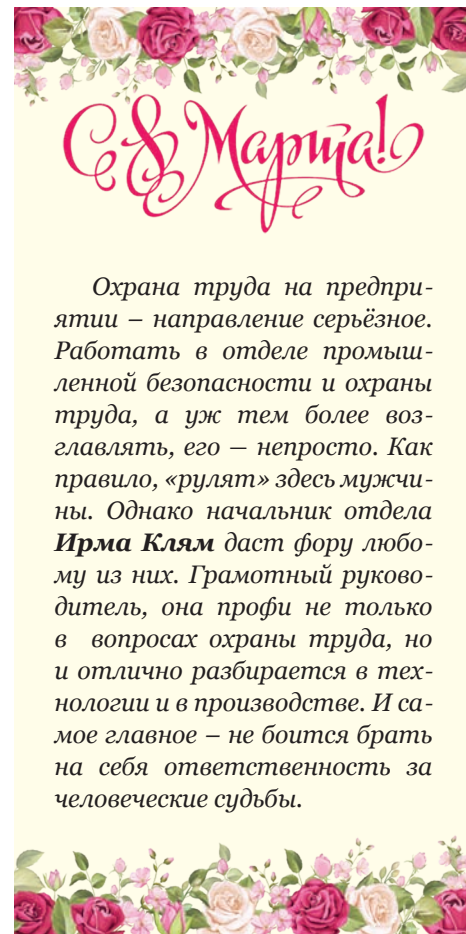 С 8 Марта!
Охрана труда на предпри-
ятии – направление серьёзное.
Работать в отделе промыш-
ленной безопасности и охраны
труда, а уж тем более воз-
главлять, его – непросто. Как
правило, «рулят» здесь мужчи-
ны. Однако начальник отдела
Ирма Клям даст фору любо-
му из них. Грамотный руково-
дитель, она профи не только
в вопросах охраны труда, но
и отлично разбирается в тех-
нологии и в производстве. И са-
мое главное – не боится брать
на себя ответственность за
человеческие судьбы.